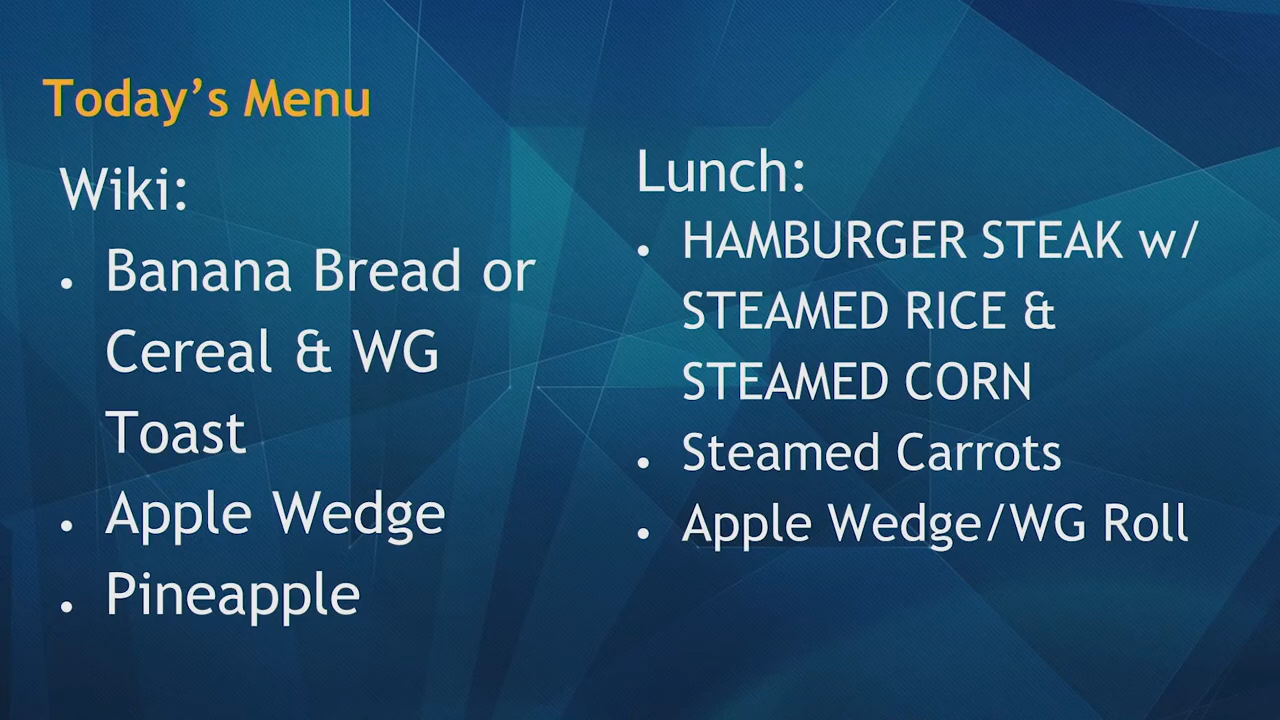 Today’s Menu
Wiki:
• Banana Bread or
Cereal & WG
Toast
• Apple Wedge
• Pineapple
Lunch:
• HAMBURGER STEAK w/
STEAMED RICE &
STEAMED CORN
• Steamed Carrots
• Apple Wedge/WG Roll